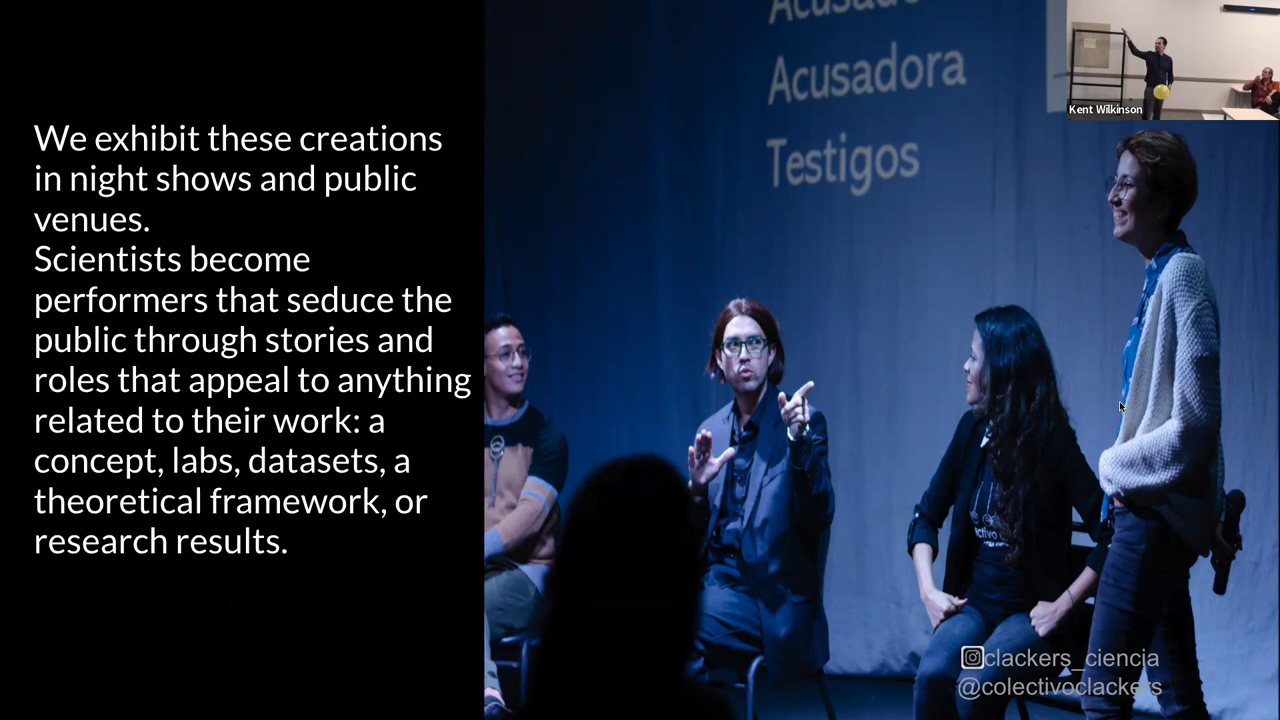 We exhibit these creations
in night shows and public
venues.
Scientists become
performers that seduce the
public through stories and
roles that appeal to anything
related to their work: a
concept, labs, datasets, a
theoretical framework, or
research results.
Acusado
Acusadora
Testigos
Kent Wilkinson
clackers_ciencia
@colectivoclackers